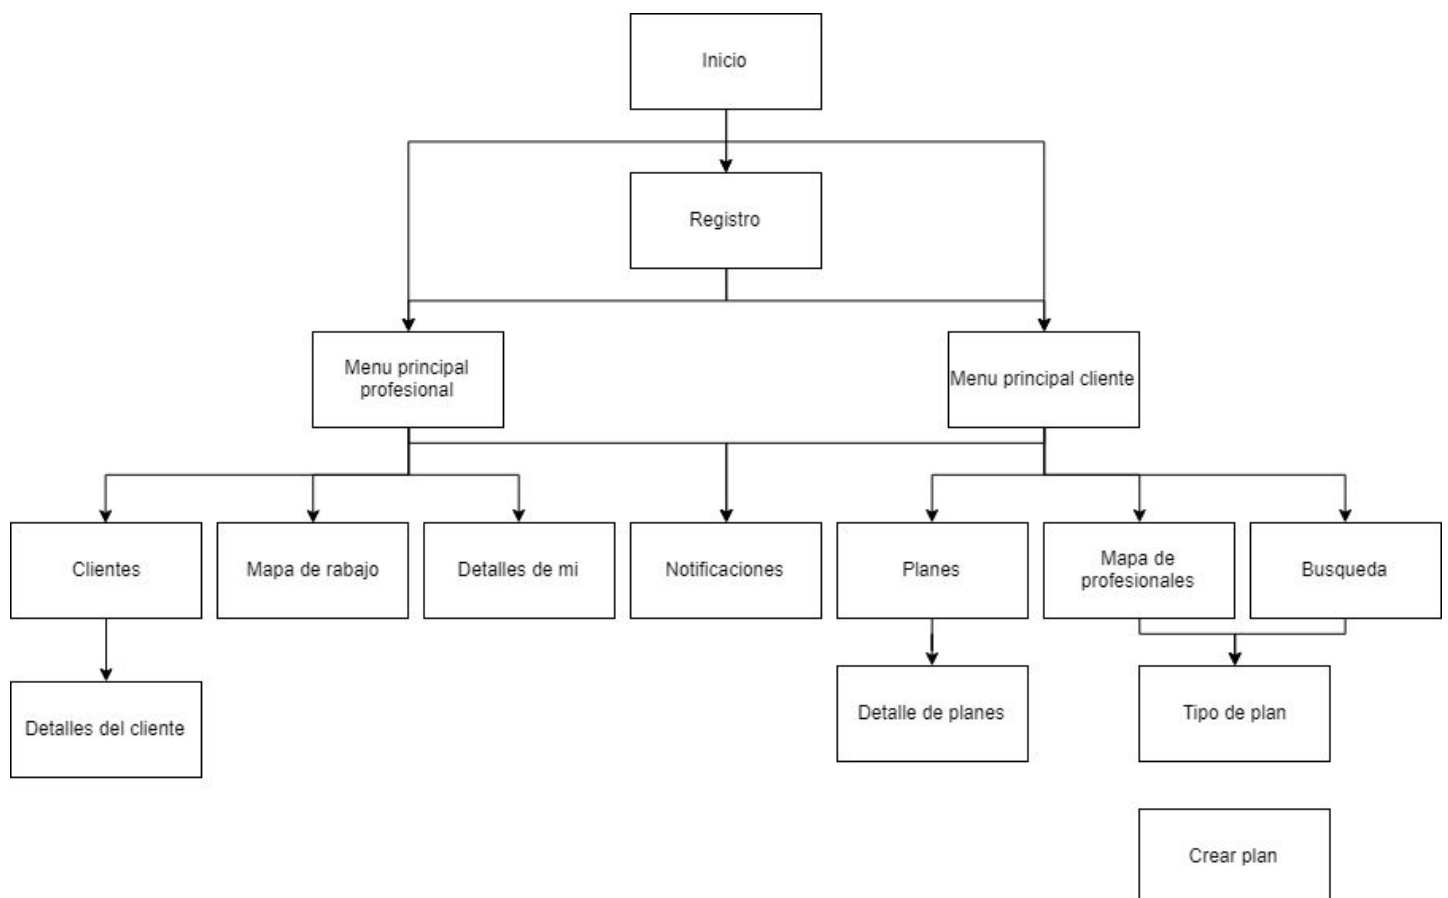 Inicio
Registro
Menu principal
profesional
Menu principal cliente
Clientes
Mapa de rabajo
Detalles de mi
Notificaciones
Planes
Mapa de
profesionales
Busqueda
Detalles del cliente
Detalle de planes
Tipo de plan
Crear plan